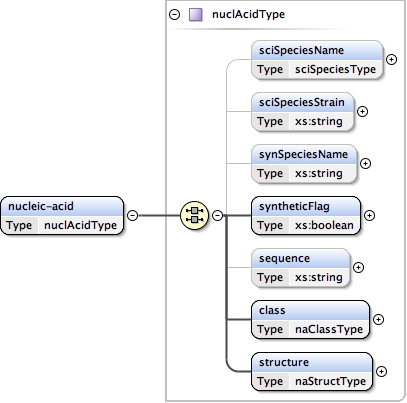 nuclAcidType
sciSpeciesName
Type sciSpeciesType
sciSpeciesStrain
Type xs:string
synSpeciesName
Type xs:string
nucleic-acid
Type nuclAcidType
syntheticFlag
Type xs:boolean
sequence
Type xs:string
class
Type naClassType
structure
Type naStructType